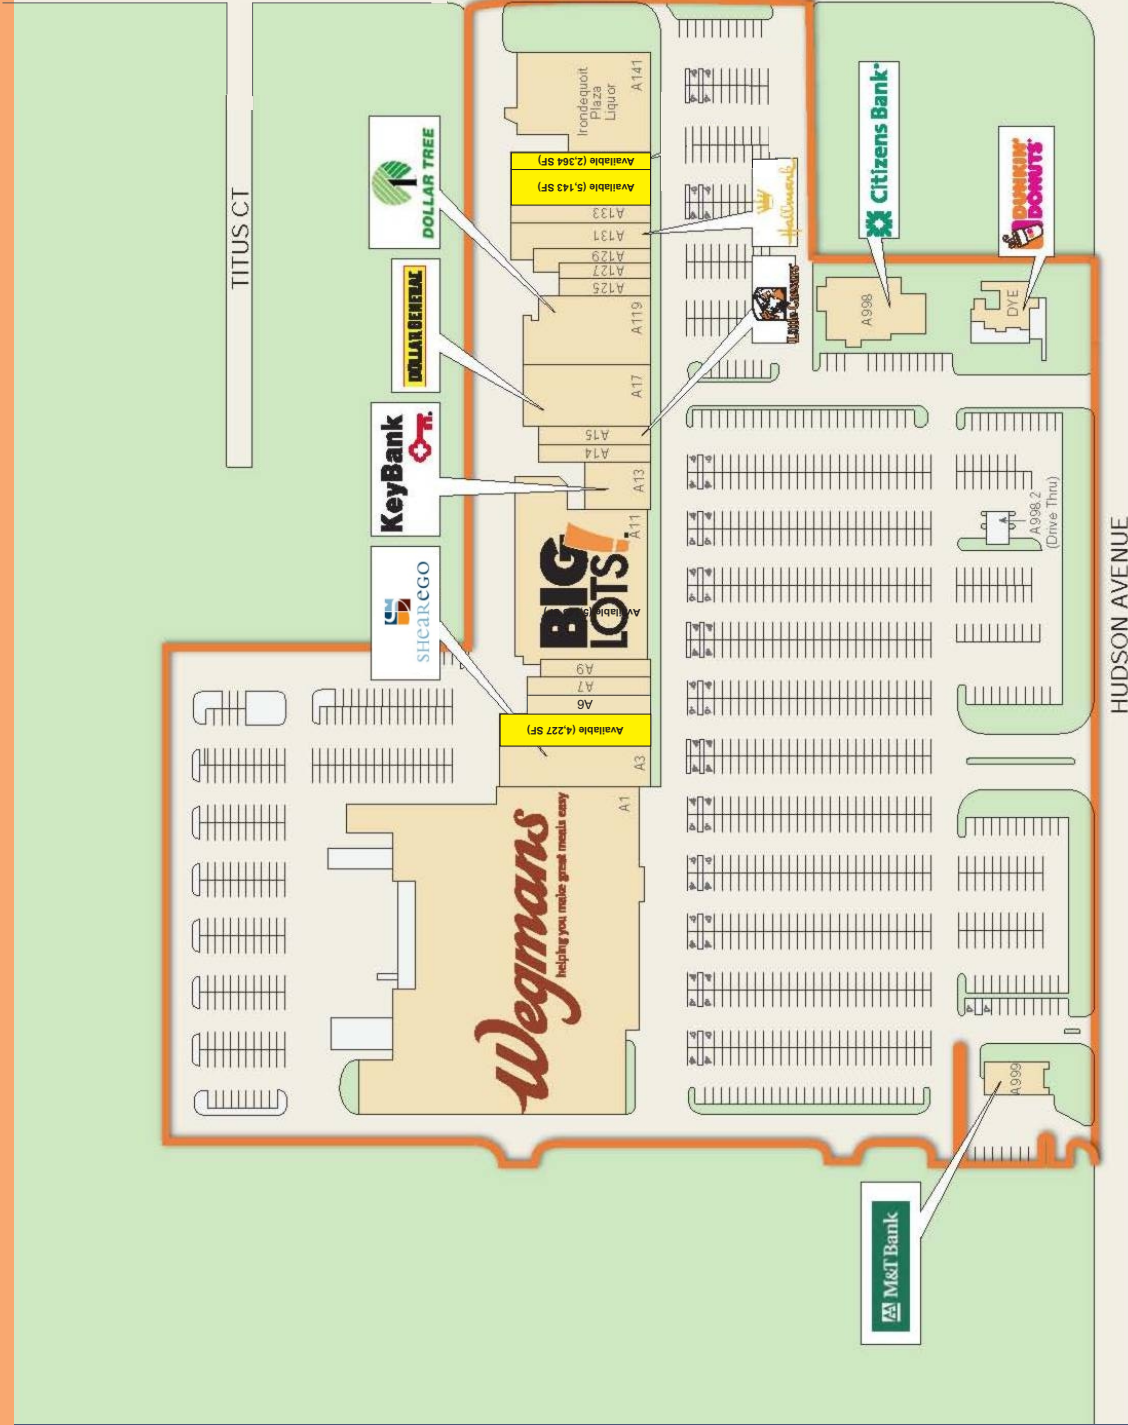 TITUS CT
DOLLAR TREE
DOLLAR GENERAL
KeyBank
SHearEGO
Irondequoit
Plaza
Liquor
A141
Available (2,364 SF)
Available (5,143 SF)
A133
A131
A129
A127
A125
A119
A17
A15
A14
A13
A11
BIG
LOTS
A9
A7
A6
Available (4,227 SF)
A3
A1
Wegmans
helping you make great meals easy
Hallmark
Little Caesars
Citizens Bank
A998
DUNKIN'
DONUTS
DYE
A998.2
(Drive Thru)
A999
M&T Bank
HUDSON AVENUE